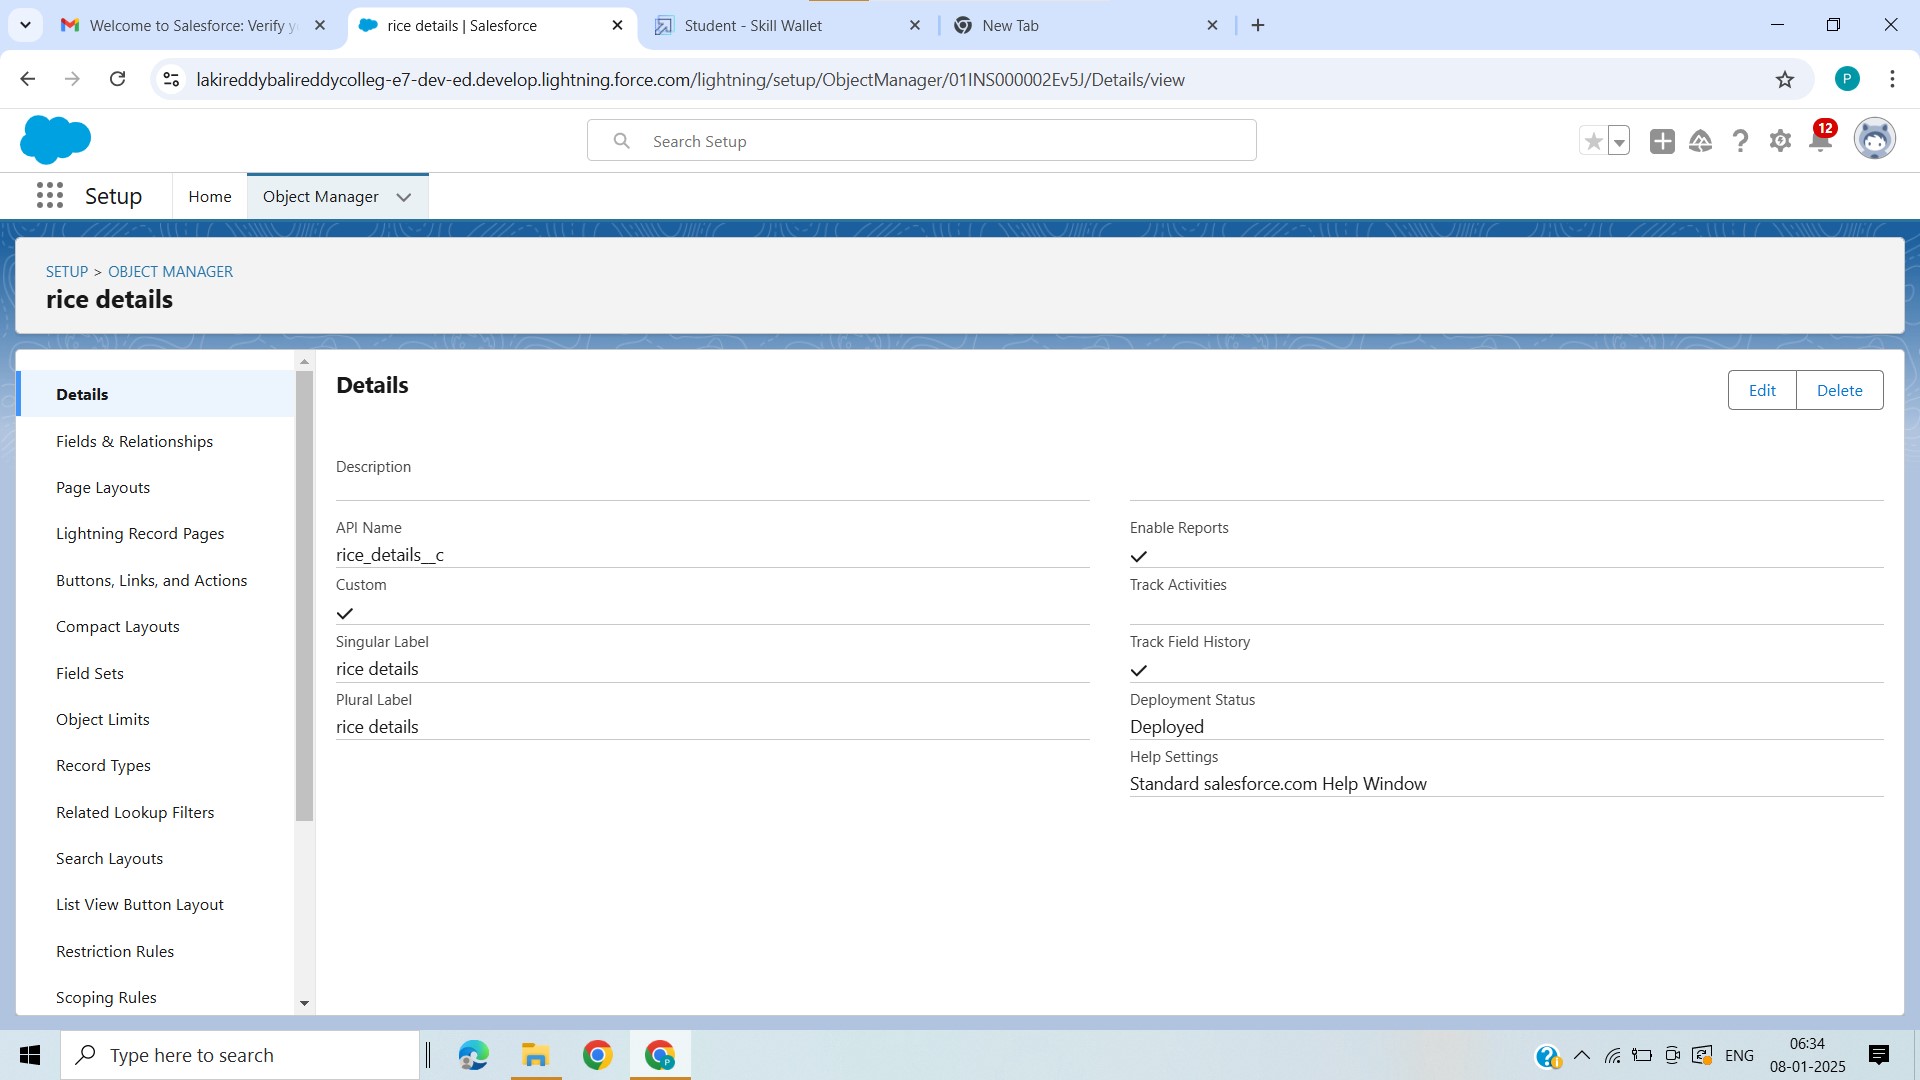 Welcome to Salesforce: Verify y
rice details | Salesforce
Student - Skill Wallet
New Tab
lakireddybalireddycolleg-e7-dev-ed.develop.lightning.force.com/lightning/setup/ObjectManager/01INS000002Ev5J/Details/view
P
Search Setup
12
Setup
Home
Object Manager
SETUP > OBJECT MANAGER
rice details
Details
Fields & Relationships
Page Layouts
Lightning Record Pages
Buttons, Links, and Actions
Compact Layouts
Field Sets
Object Limits
Record Types
Related Lookup Filters
Search Layouts
List View Button Layout
Restriction Rules
Scoping Rules
Details
Edit
Delete
Description
API Name
rice_details__c
Custom
Singular Label
rice details
Plural Label
rice details
Enable Reports
Track Activities
Track Field History
Deployment Status
Deployed
Help Settings
Standard salesforce.com Help Window
Type here to search
P
ENG
06:34
08-01-2025